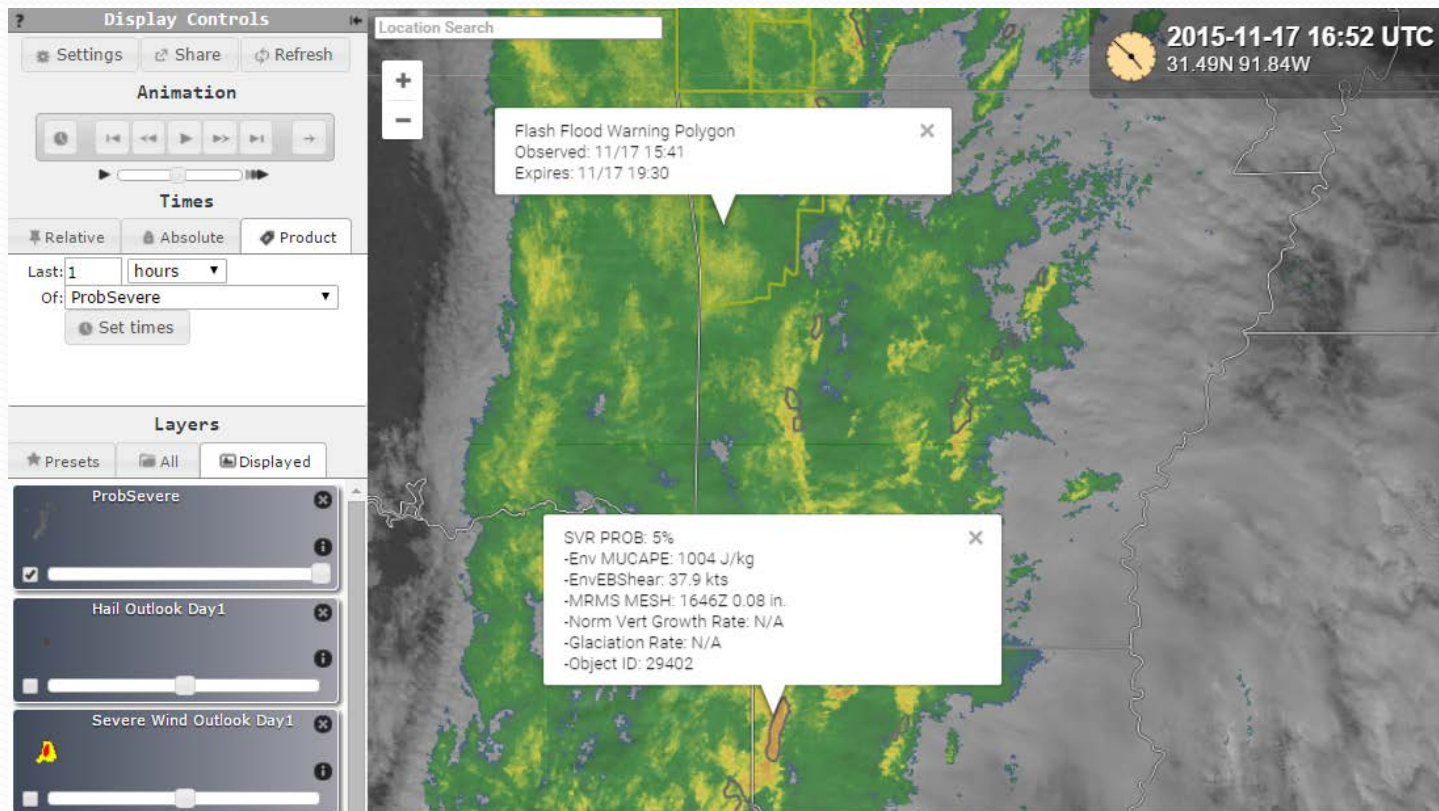 ?
Display Controls
Settings
Share
Refresh
Animation
Times
Relative
Absolute
Product
Last: 1 hours
Of: ProbSevere
Set times
Layers
Presets
All
Displayed
ProbSevere
Hail Outlook Day1
Severe Wind Outlook Day1
Location Search
+
−
2015-11-17 16:52 UTC
31.49N 91.84W
Flash Flood Warning Polygon
Observed: 11/17 15:41
Expires: 11/17 19:30
SVR PROB: 5%
-Env MUCAPE: 1004 J/kg
-EnvEBShear: 37.9 kts
-MRMS MESH: 1646Z 0.08 in.
-Norm Vert Growth Rate: N/A
-Glaciation Rate: N/A
-Object ID: 29402